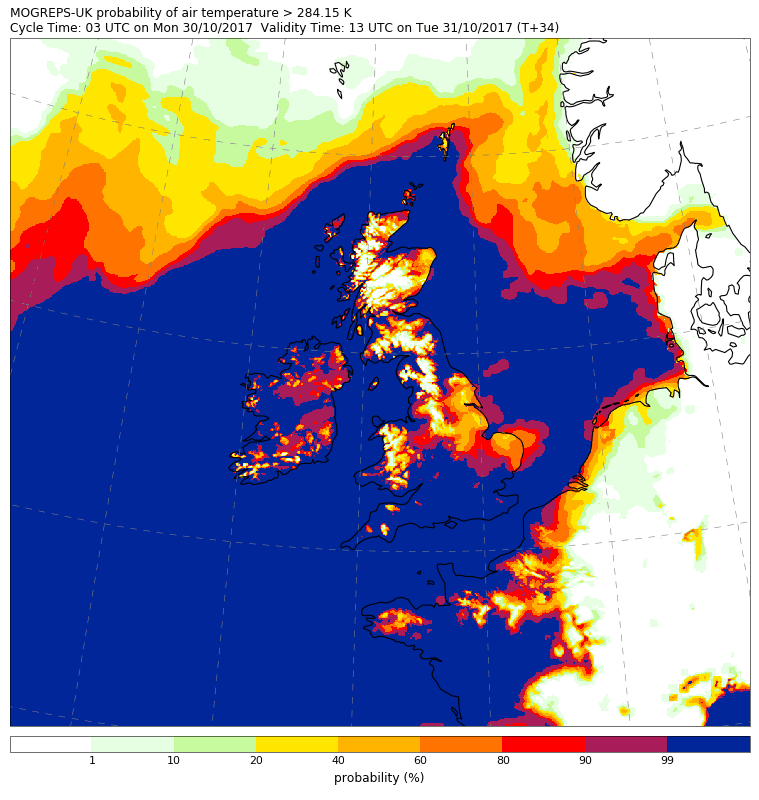 MOGREPS-UK probability of air temperature > 284.15 K
Cycle Time: 03 UTC on Mon 30/10/2017  Validity Time: 13 UTC on Tue 31/10/2017 (T+34)
1 10 20 40 60 80 90 99
probability (%)